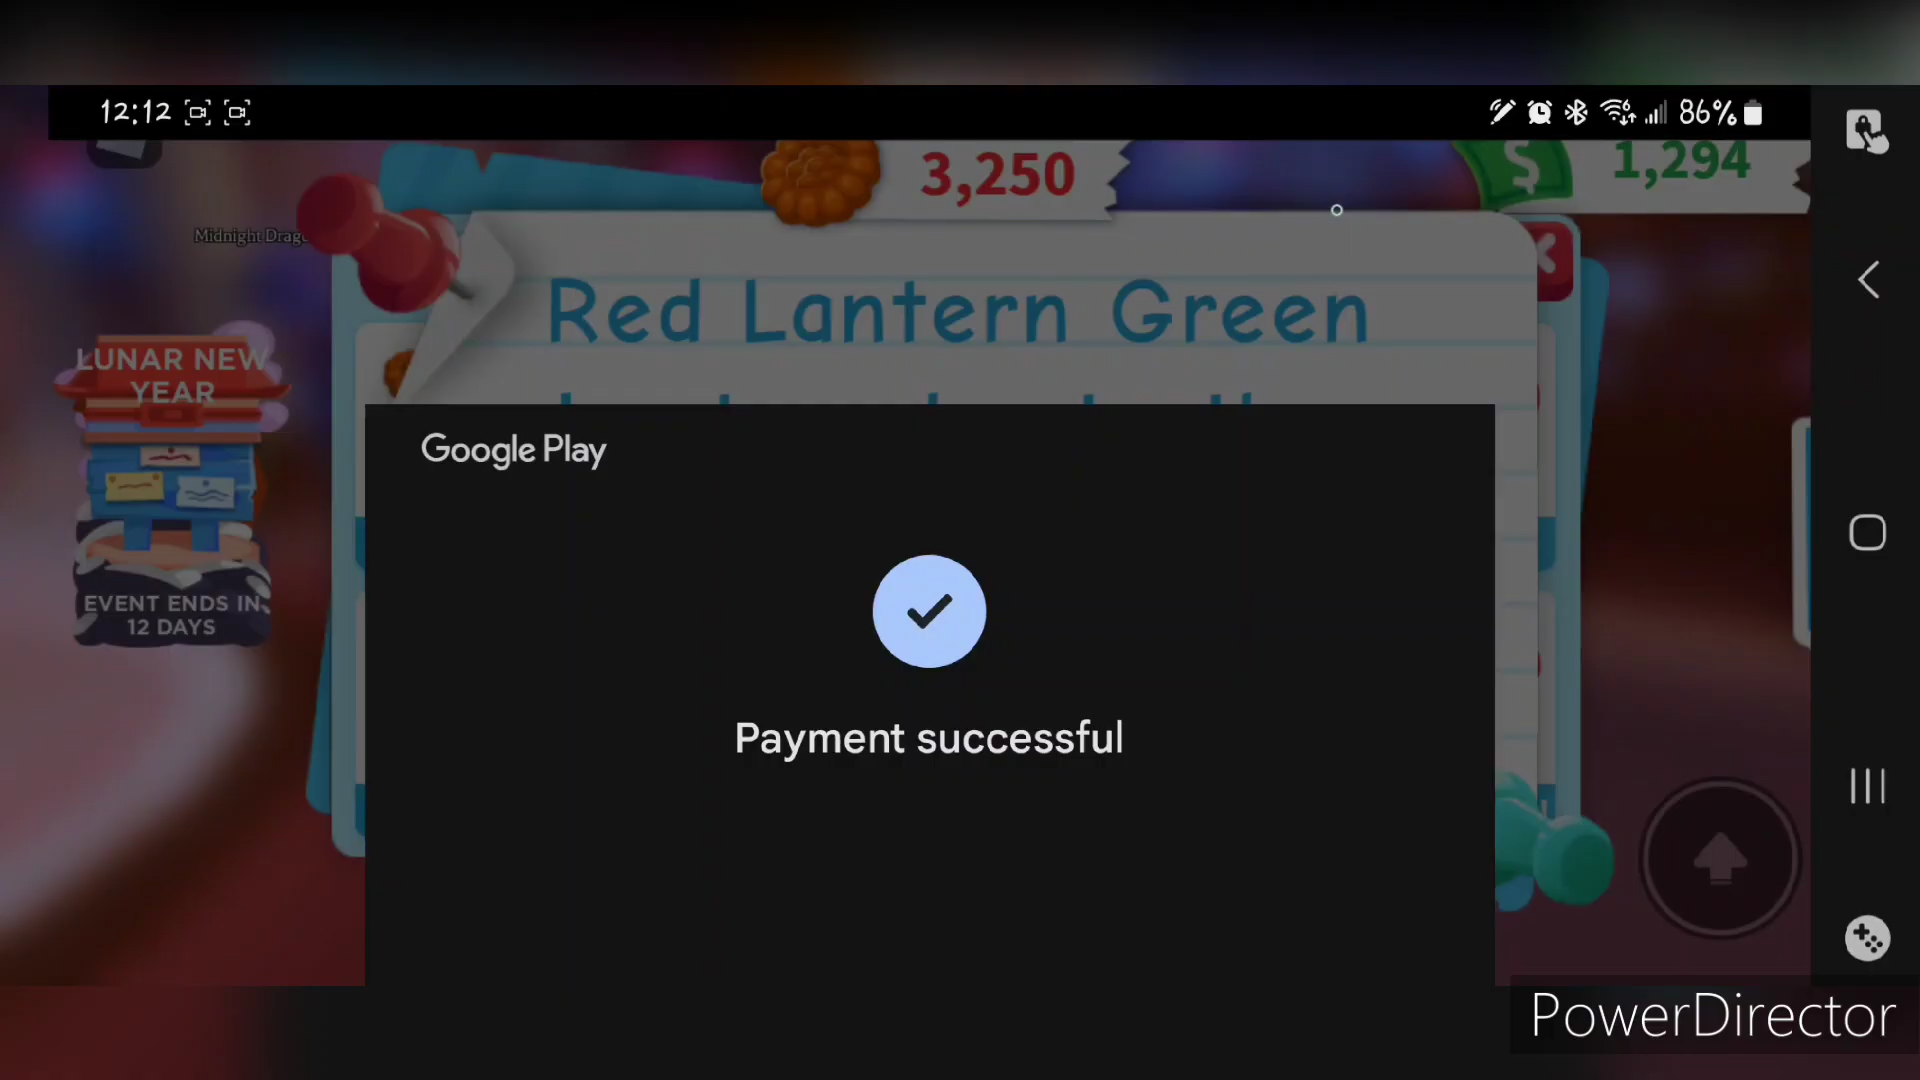 12:12
86%
3,250
1,294
$
Midnight
Red Lantern Green
LUNAR NEW
YEAR
Google Play
EVENT ENDS IN
12 DAYS
Payment successful
PowerDirector